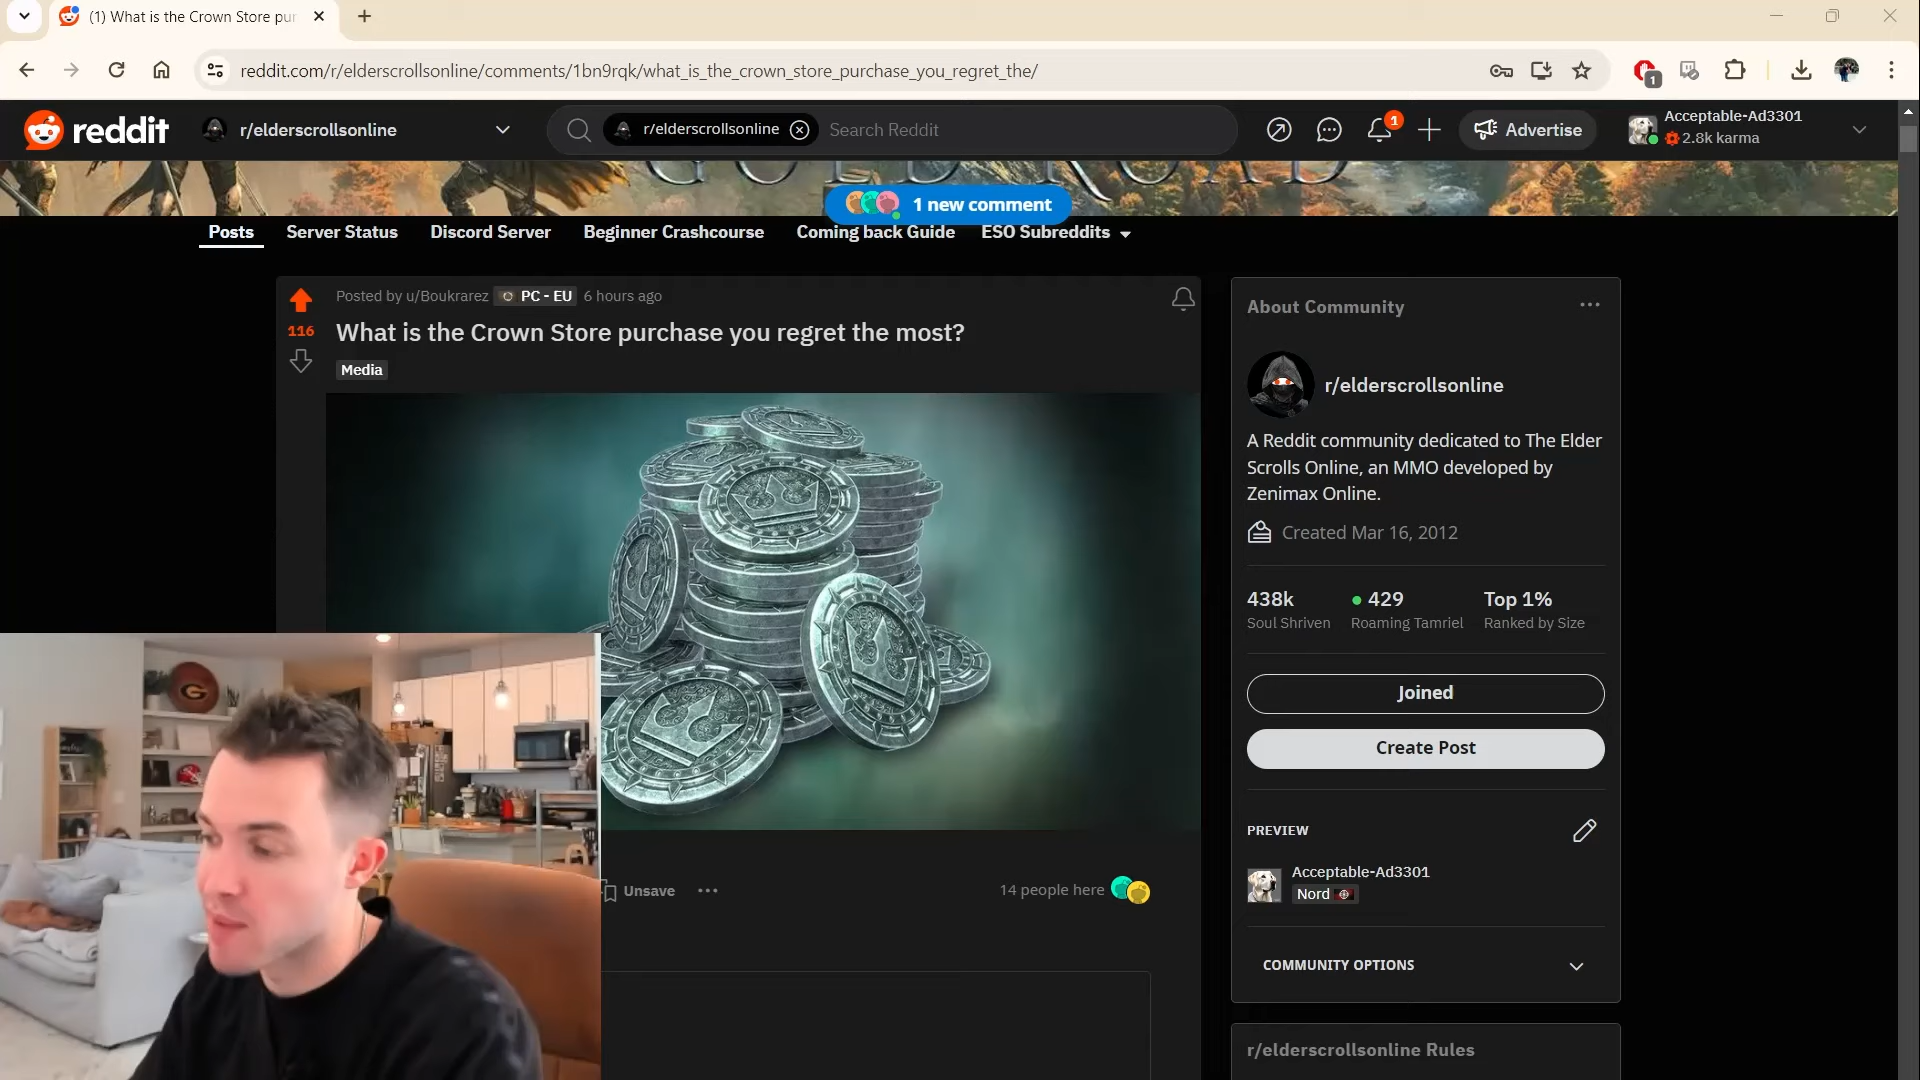 (1) What is the Crown Store pur
reddit.com/r/elderscrollsonline/comments/1bn9rqk/what_is_the_crown_store_purchase_you_regret_the/
1
reddit
r/elderscrollsonline
r/elderscrollsonline
Search Reddit
1
Advertise
Acceptable-Ad3301
2.8k karma
GOLD ROAD
1 new comment
Posts
Server Status
Discord Server
Beginner Crashcourse
Coming back Guide
ESO Subreddits
Posted by u/Boukrarez PC - EU 6 hours ago
116
What is the Crown Store purchase you regret the most?
Media
Unsave
14 people here
About Community
r/elderscrollsonline
A Reddit community dedicated to The Elder
Scrolls Online, an MMO developed by
Zenimax Online.
Created Mar 16, 2012
438k
429
Top 1%
Soul Shriven
Roaming Tamriel
Ranked by Size
Joined
Create Post
PREVIEW
Acceptable-Ad3301
Nord
COMMUNITY OPTIONS
r/elderscrollsonline Rules